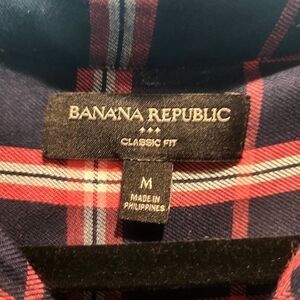 BANANA REPUBLIC
CLASSIC FIT
M
MADE IN
PHILIPPINES